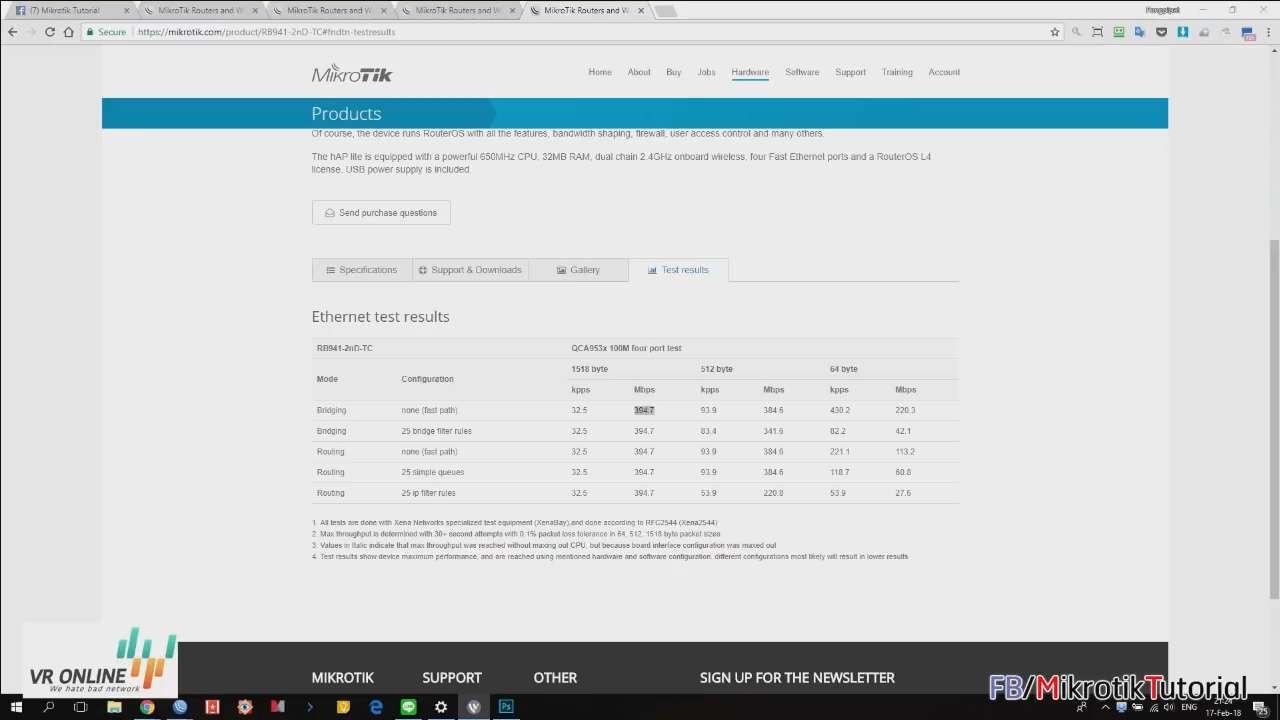 (7) Mikrotik Tutorial
MikroTik Routers and W
MikroTik Routers and W
MikroTik Routers and W
MikroTik Routers and W
Secure
https://mikrotik.com/product/RB941-2nD-TC#fndtn-testresults
MikroTik
Home About Buy Jobs Hardware Software Support Training Account
Products
Of course, the device runs RouterOS with all the features, bandwidth shaping, firewall, user access control and many others.
The hAP lite is equipped with a powerful 650MHz CPU, 32MB RAM, dual chain 2.4GHz onboard wireless, four Fast Ethernet ports and a RouterOS L4
license. USB power supply is included.
Send purchase questions
Specifications Support & Downloads Gallery Test results
Ethernet test results
RB941-2nD-TC QCA953x 100M four port test
1518 byte 512 byte 64 byte
Mode Configuration
kpps Mbps kpps Mbps kpps Mbps
Bridging none (fast path) 32.5 394.7 93.9 384.6 430.2 220.3
Bridging 25 bridge filter rules 32.5 394.7 83.4 341.6 82.2 42.1
Routing none (fast path) 32.5 394.7 93.9 384.6 221.1 113.2
Routing 25 simple queues 32.5 394.7 93.9 384.6 118.7 60.8
Routing 25 ip filter rules 32.5 394.7 53.9 220.8 53.9 27.6
1. All tests are done with Xena Networks specialized test equipment (XenaBay),and done according to RFC2544 (Xena2544)
2. Max throughput is determined with 30+ second attempts with 0,1% packet loss tolerance in 64, 512, 1518 byte packet sizes
3. Values in Italic indicate that max throughput was reached without maxing out CPU, but because board interface configuration was maxed out
4. Test results show device maximum performance, and are reached using mentioned hardware and software configuration, different configurations most likely will result in lower results
MIKROTIK SUPPORT OTHER SIGN UP FOR THE NEWSLETTER
VR ONLINE
We hate bad network
FB/MikrotikTutorial
ENG
21:24
17-Feb-18
25